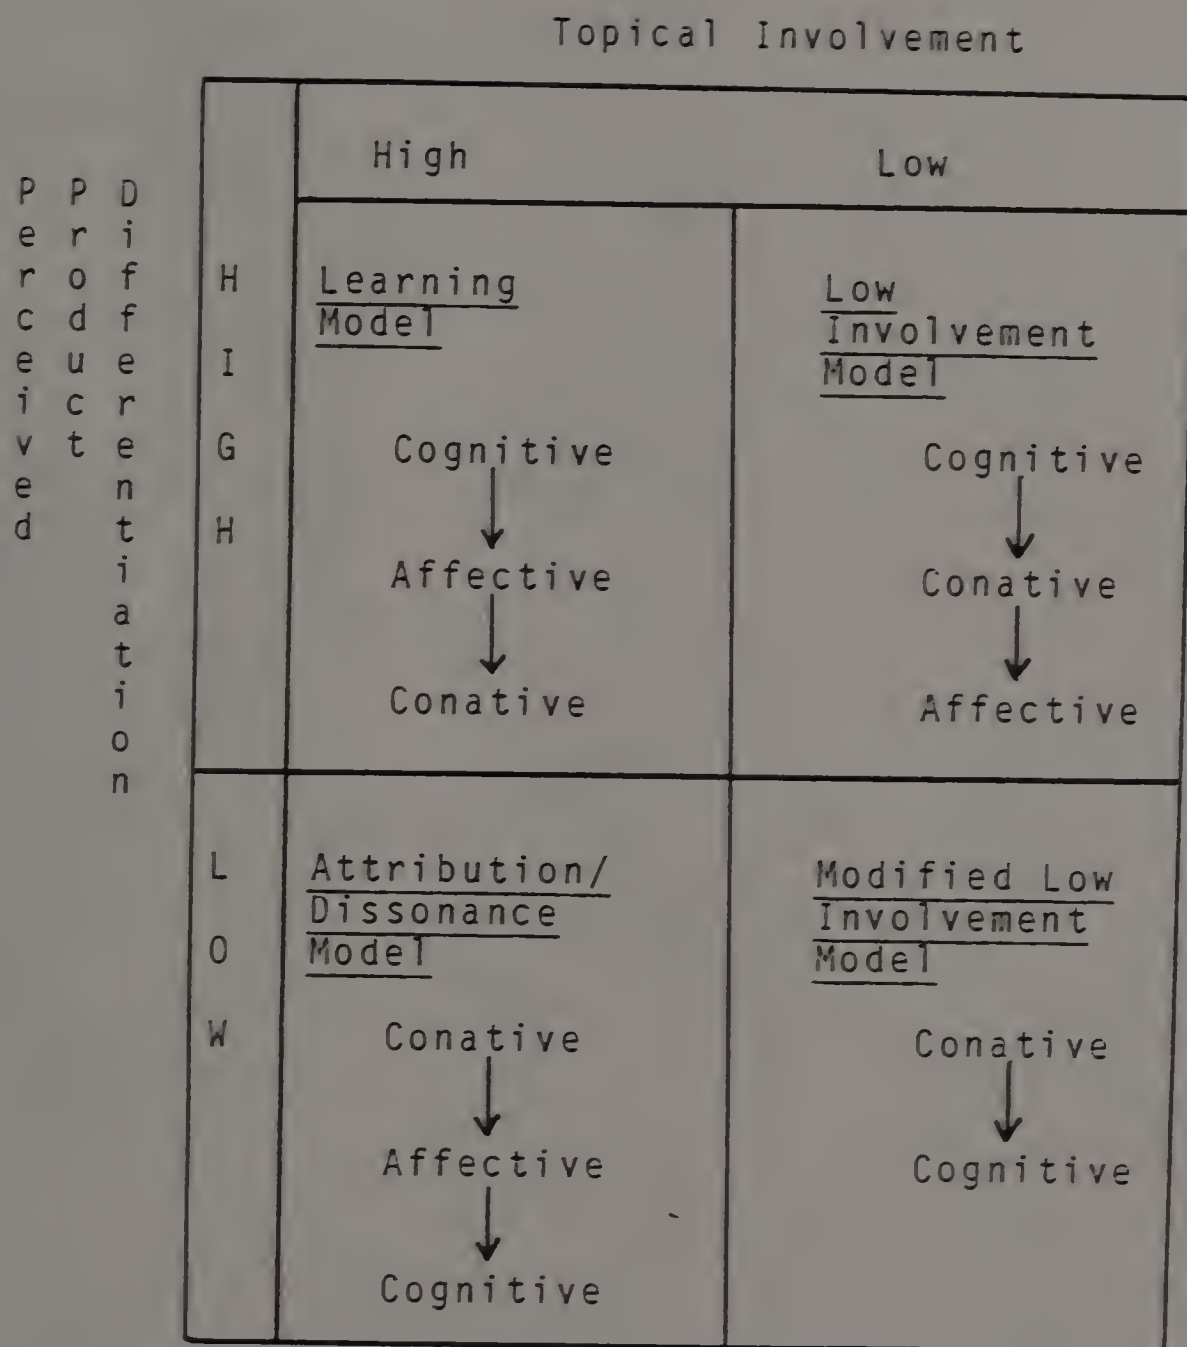 Topical Involvement
High
Low
Perceived
Product
Differentiation
HIGH
Learning
Model
Cognitive
Affective
Conative
Low
Involvement
Model
Cognitive
Conative
Affective
LOW
Attribution/
Dissonance
Model
Conative
Affective
Cognitive
Modified Low
Involvement
Model
Conative
Cognitive